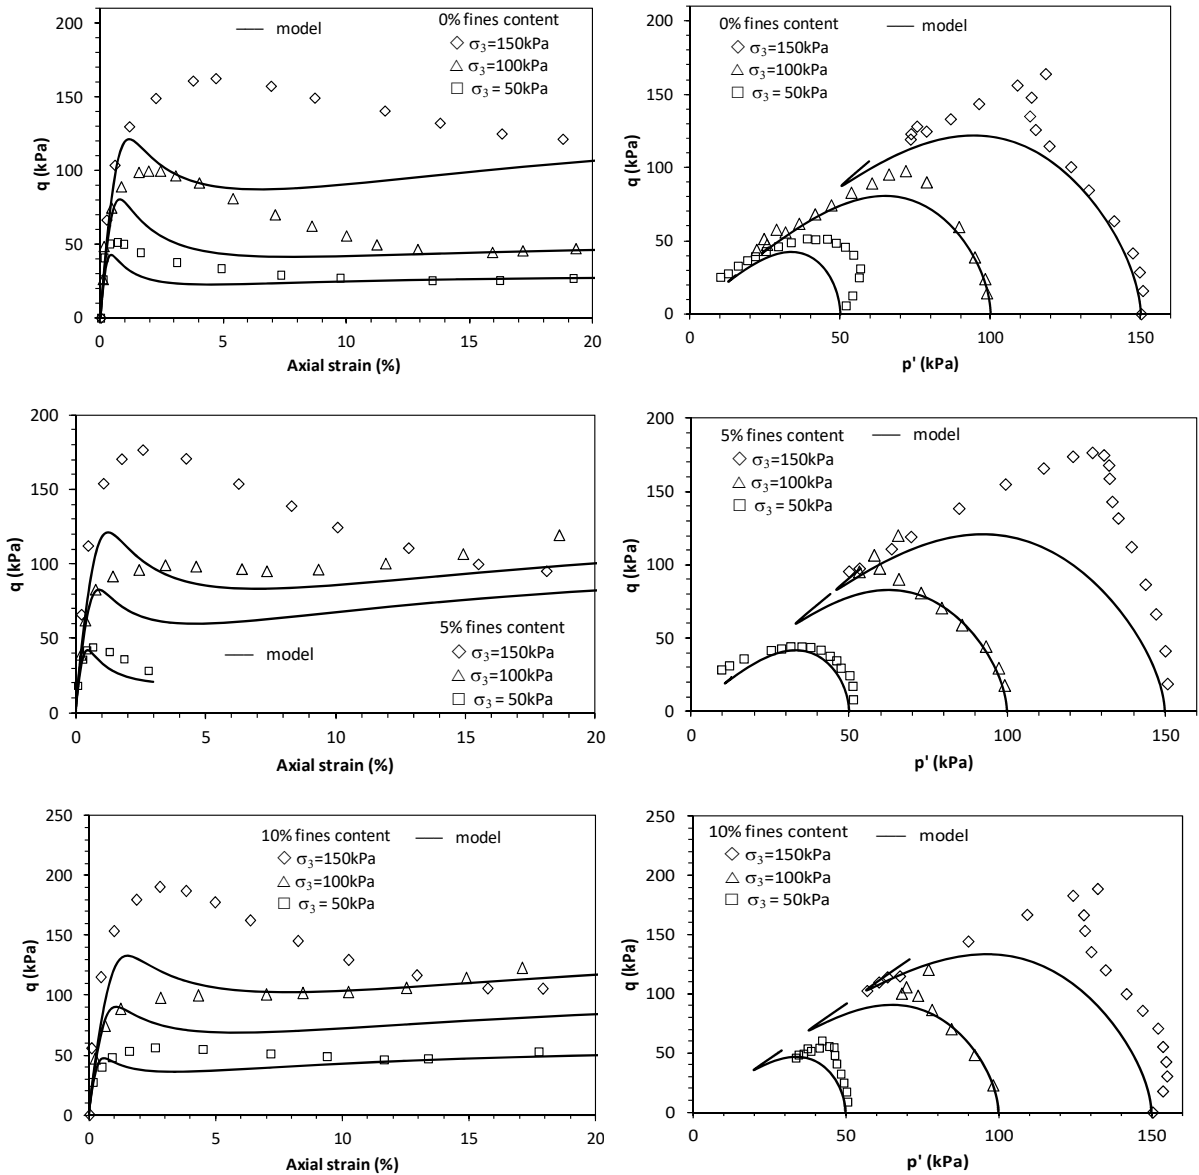 200
150
100
50
0
q (kPa)
0 5 10 15 20
Axial strain (%)
model
0% fines content
σ3=150kPa
σ3=100kPa
σ3 = 50kPa
200
150
100
50
0
q (kPa)
0 50 100 150
p' (kPa)
0% fines content
model
σ3=150kPa
σ3=100kPa
σ3 = 50kPa
200
150
100
50
0
q (kPa)
0 5 10 15 20
Axial strain (%)
5% fines content
model
σ3=150kPa
σ3=100kPa
σ3 = 50kPa
200
150
100
50
0
q (kPa)
0 50 100 150
p' (kPa)
5% fines content
model
σ3=150kPa
σ3=100kPa
σ3 = 50kPa
250
200
150
100
50
0
q (kPa)
0 5 10 15 20
Axial strain (%)
10% fines content
model
σ3=150kPa
σ3=100kPa
σ3 = 50kPa
250
200
150
100
50
0
q (kPa)
0 50 100 150
p' (kPa)
10% fines content
model
σ3=150kPa
σ3=100kPa
σ3 = 50kPa